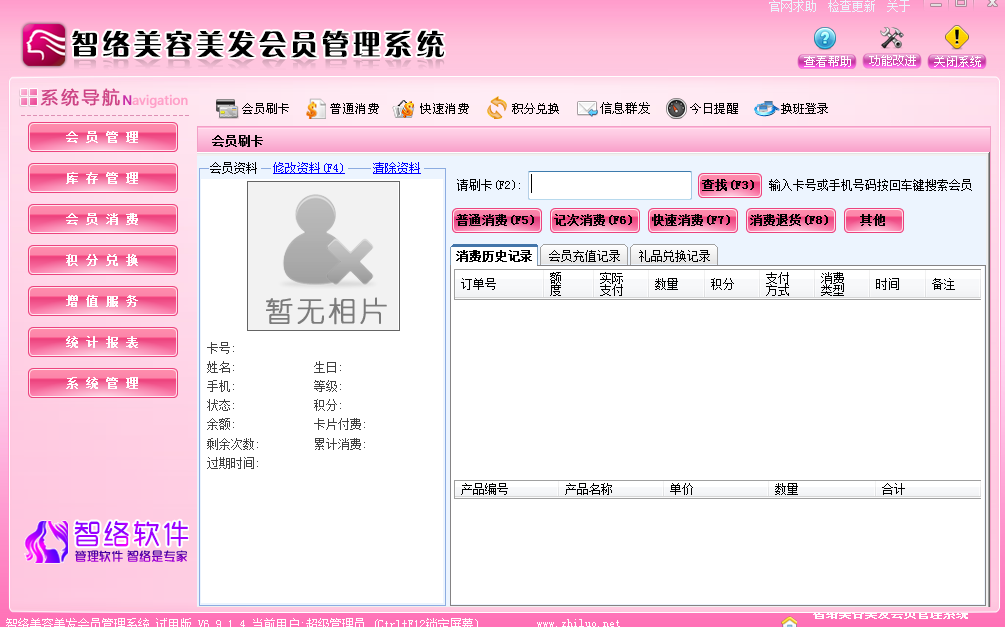 官网求助 检查更新 关于
智络美容美发会员管理系统
查看帮助 功能改进 关闭系统
系统导航Navigation
会员刷卡 普通消费 快速消费 积分兑换 信息群发 今日提醒 换班登录
会员管理
库存管理
会员消费
积分兑换
增值服务
统计报表
系统管理
智络软件
管理软件 智络是专家
会员刷卡
会员资料 修改资料(F4) 清除资料
暂无相片
卡号:
姓名: 生日:
手机: 等级:
状态: 积分:
余额: 卡片付费:
剩余次数: 累计消费:
过期时间:
请刷卡(F2): 查找(F3) 输入卡号或手机号码按回车键搜索会员
普通消费(F5) 记次消费(F6) 快速消费(F7) 消费退货(F8) 其他
消费历史记录 会员充值记录 礼品兑换记录
订单号 额度 实际支付 数量 积分 支付方式 消费类型 时间 备注
产品编号 产品名称 单价 数量 合计
智络美容美发会员管理系统 试用版 V6.9.1.4 当前用户:超级管理员 (Ctrl+F12锁定屏幕) www.zhiluo.net 智络美容美发会员管理系统